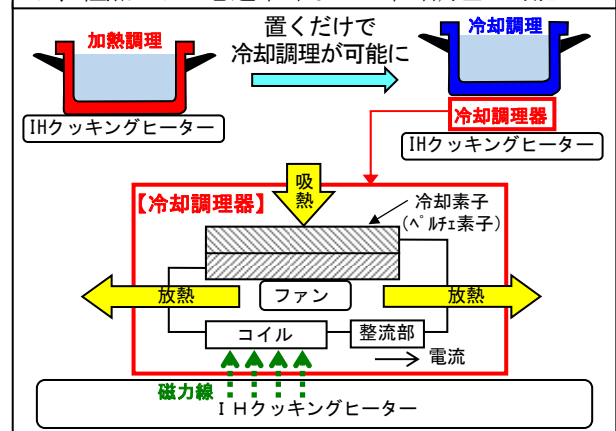 加熱調理
置くだけで
冷却調理が可能に
冷却調理
IHクッキングヒーター
冷却調理器
IHクッキングヒーター
吸熱
【冷却調理器】
冷却素子
(ペルチェ素子)
放熱
ファン
放熱
コイル
整流部
電流
磁力線
IHクッキングヒーター